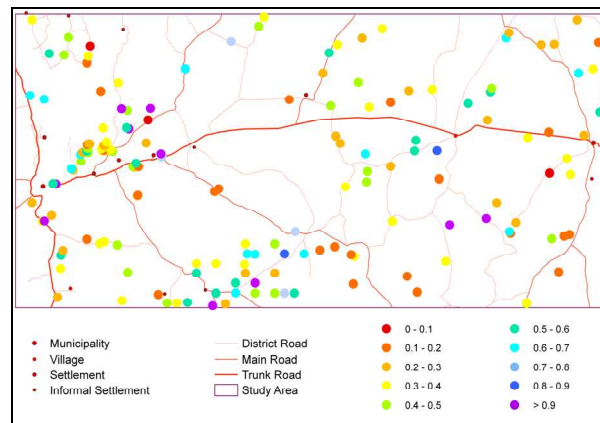 Municipality
Village
Settlement
Informal Settlement
District Road
Main Road
Trunk Road
Study Area
0 - 0.1
0.1 - 0.2
0.2 - 0.3
0.3 - 0.4
0.4 - 0.5
0.5 - 0.6
0.6 - 0.7
0.7 - 0.8
0.8 - 0.9
> 0.9